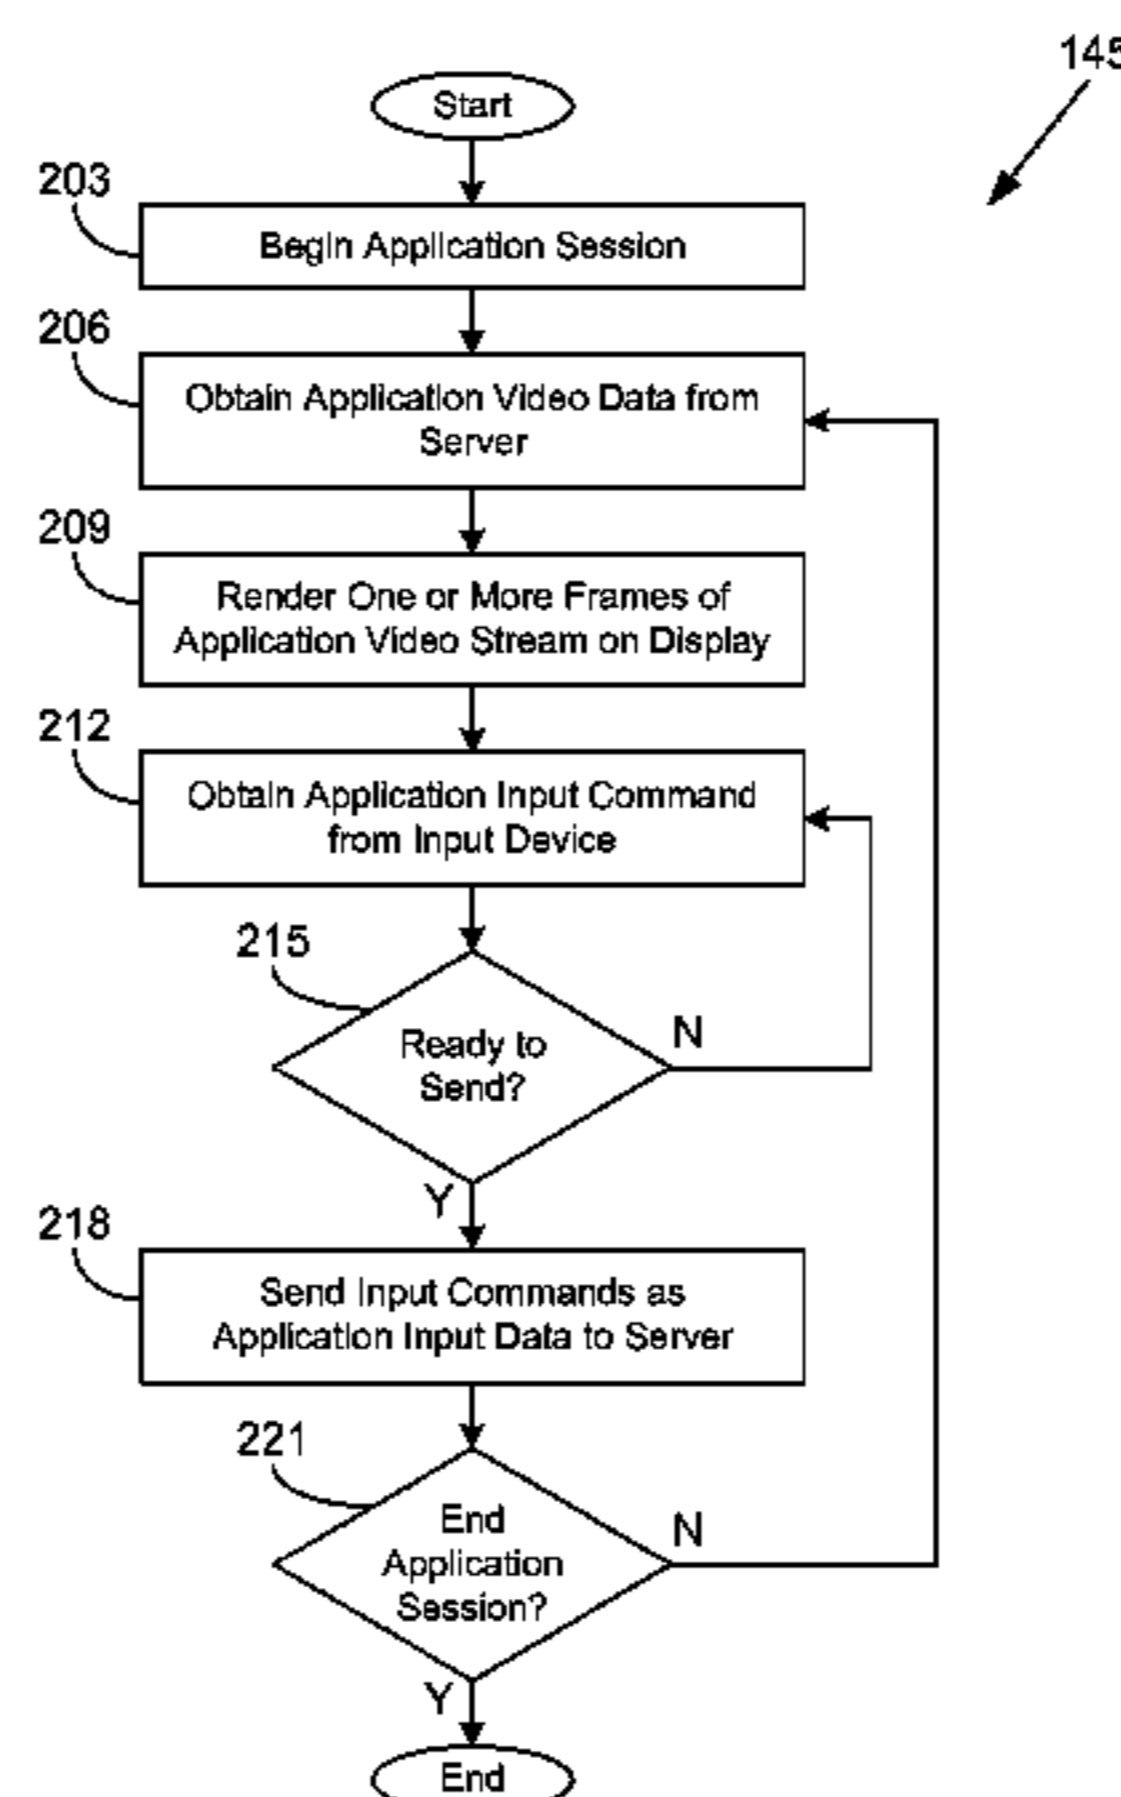 145
Start
203
Begin Application Session
206
Obtain Application Video Data from
Server
209
Render One or More Frames of
Application Video Stream on Display
212
Obtain Application Input Command
from Input Device
215
Ready to
Send?
N
Y
218
Send Input Commands as
Application Input Data to Server
221
End
Application
Session?
N
Y
End